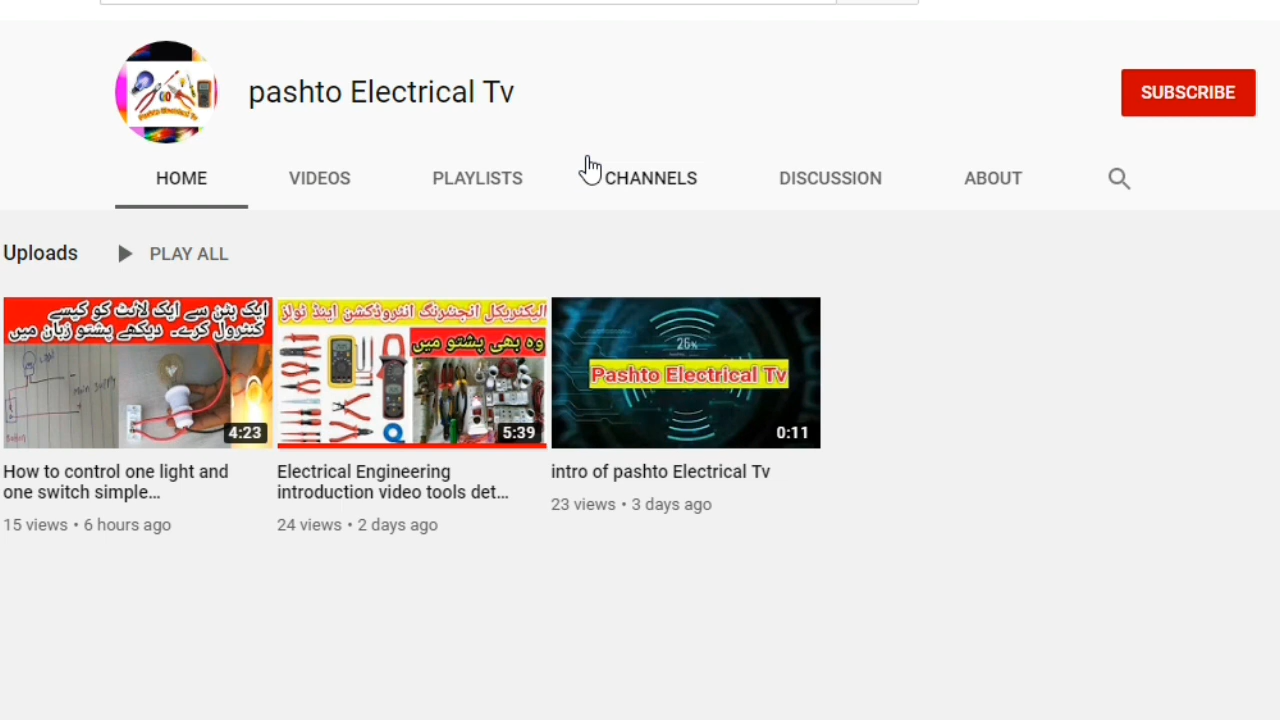 pashto Electrical Tv
SUBSCRIBE
HOME
VIDEOS
PLAYLISTS
CHANNELS
DISCUSSION
ABOUT
Uploads
PLAY ALL
ایک بٹن سے ایک لائٹ کو کیسے
کنٹرول کرے۔ دیکھے پشتو زبان میں
Main Supply
4:23
How to control one light and
one switch simple...
15 views • 6 hours ago
الیکٹریکل انجنئرنگ انٹروڈکشن اینڈ ٹولز
وہ بھی پشتو میں
5:39
Electrical Engineering
introduction video tools det...
24 views • 2 days ago
26%
Pashto Electrical Tv
0:11
intro of pashto Electrical Tv
23 views • 3 days ago